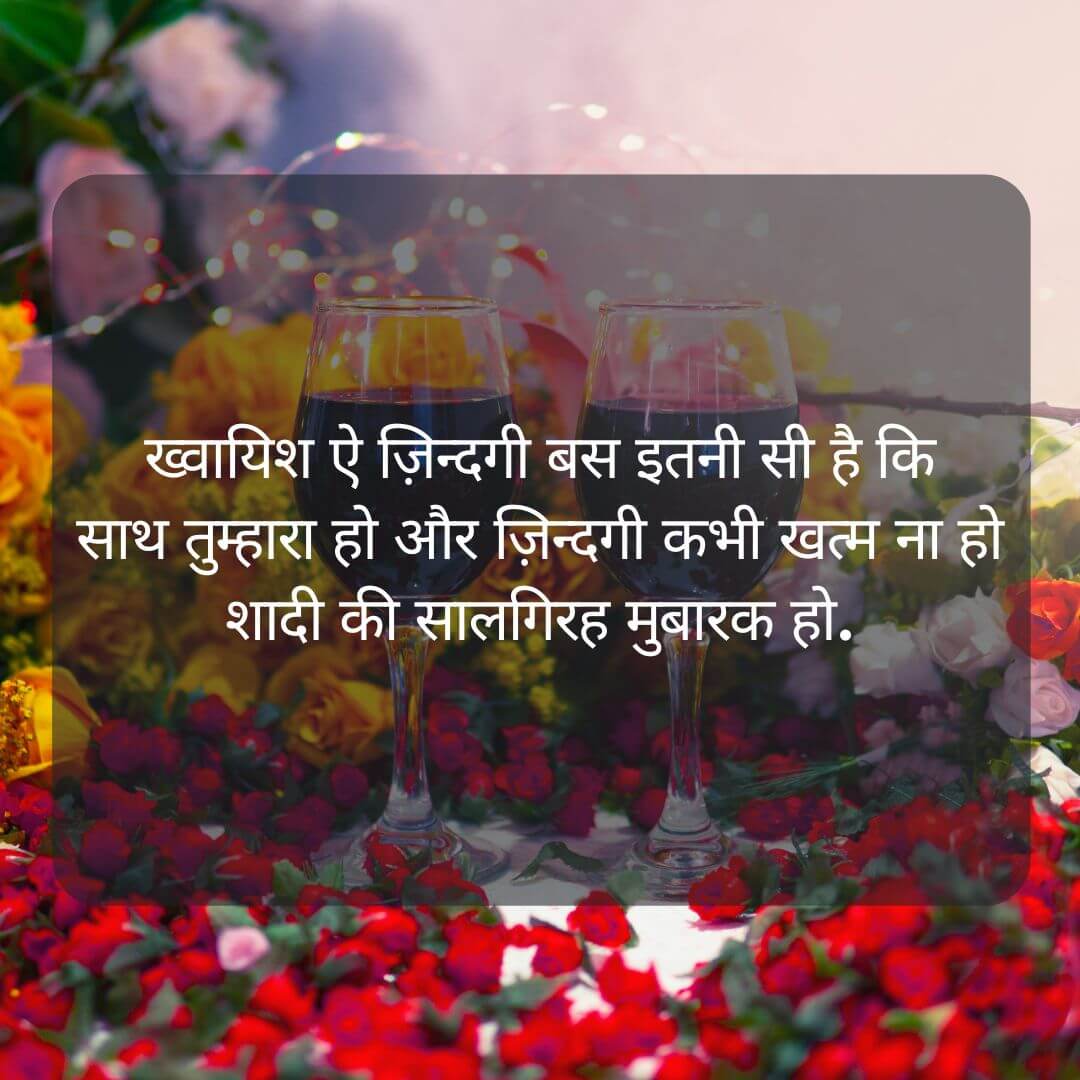 ख्वायिश ऐ ज़िन्दगी बस इतनी सी है कि
साथ तुम्हारा हो और ज़िन्दगी कभी खत्म ना हो
शादी की सालगिरह मुबारक हो.